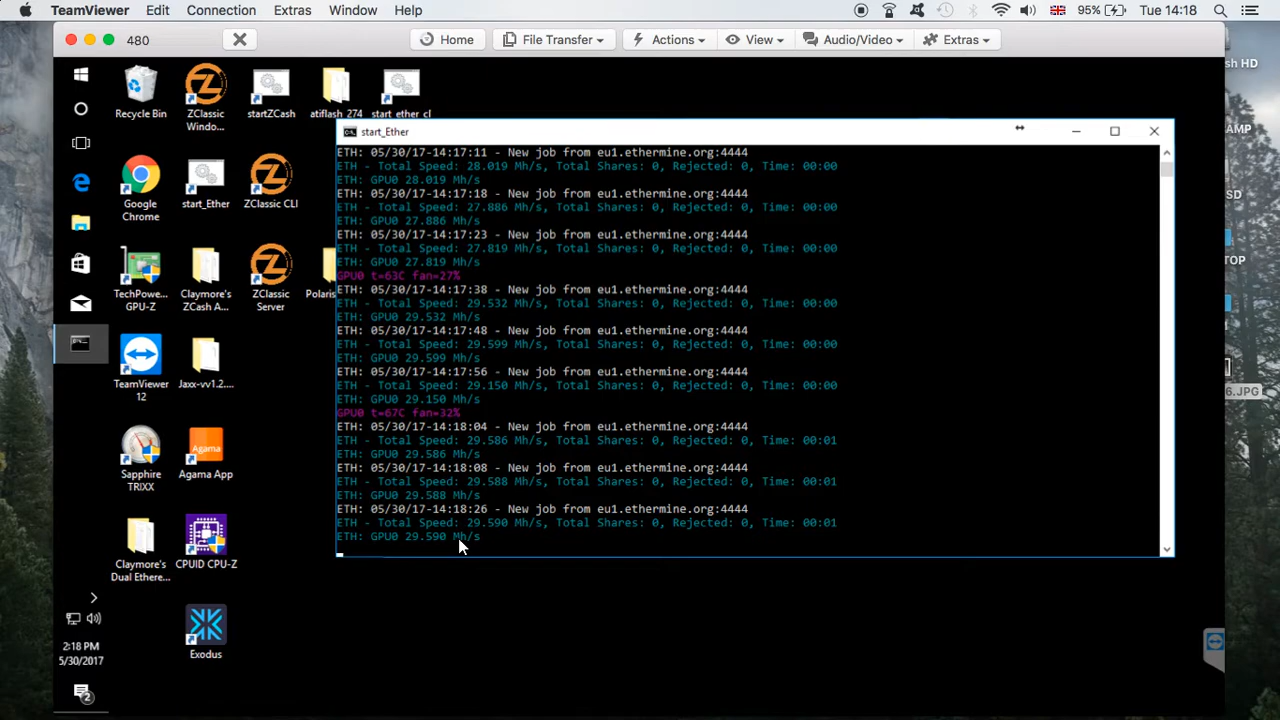 TeamViewer Edit Connection Extras Window Help 95% Tue 14:18
480 Home File Transfer Actions View Audio/Video Extras
sh HD
Recycle Bin
ZClassic
Windo...
startZCash
atiflash_274
start_ether_cl
start_Ether
ETH: 05/30/17-14:17:11 - New job from eu1.ethermine.org:4444
ETH - Total Speed: 28.019 Mh/s, Total Shares: 0, Rejected: 0, Time: 00:00
ETH: GPU0 28.019 Mh/s
ETH: 05/30/17-14:17:18 - New job from eu1.ethermine.org:4444
ETH - Total Speed: 27.886 Mh/s, Total Shares: 0, Rejected: 0, Time: 00:00
ETH: GPU0 27.886 Mh/s
ETH: 05/30/17-14:17:23 - New job from eu1.ethermine.org:4444
ETH - Total Speed: 27.819 Mh/s, Total Shares: 0, Rejected: 0, Time: 00:00
ETH: GPU0 27.819 Mh/s
GPU0 t=63C fan=27%
ETH: 05/30/17-14:17:38 - New job from eu1.ethermine.org:4444
ETH - Total Speed: 29.532 Mh/s, Total Shares: 0, Rejected: 0, Time: 00:00
ETH: GPU0 29.532 Mh/s
ETH: 05/30/17-14:17:48 - New job from eu1.ethermine.org:4444
ETH - Total Speed: 29.599 Mh/s, Total Shares: 0, Rejected: 0, Time: 00:00
ETH: GPU0 29.599 Mh/s
ETH: 05/30/17-14:17:56 - New job from eu1.ethermine.org:4444
ETH - Total Speed: 29.150 Mh/s, Total Shares: 0, Rejected: 0, Time: 00:00
ETH: GPU0 29.150 Mh/s
GPU0 t=67C fan=32%
ETH: 05/30/17-14:18:04 - New job from eu1.ethermine.org:4444
ETH - Total Speed: 29.586 Mh/s, Total Shares: 0, Rejected: 0, Time: 00:01
ETH: GPU0 29.586 Mh/s
ETH: 05/30/17-14:18:08 - New job from eu1.ethermine.org:4444
ETH - Total Speed: 29.588 Mh/s, Total Shares: 0, Rejected: 0, Time: 00:01
ETH: GPU0 29.588 Mh/s
ETH: 05/30/17-14:18:26 - New job from eu1.ethermine.org:4444
ETH - Total Speed: 29.590 Mh/s, Total Shares: 0, Rejected: 0, Time: 00:01
ETH: GPU0 29.590 Mh/s
Google
Chrome
start_Ether
ZClassic CLI
TechPowe...
GPU-Z
Claymore's
ZCash A...
ZClassic
Server
Polaris
TeamViewer
12
Jaxx-vv1.2....
Sapphire
TRIXX
Agama App
Claymore's
Dual Ethere...
CPUID CPU-Z
Exodus
2:18 PM
5/30/2017
2
AMP
SD
TOP
6.JPG